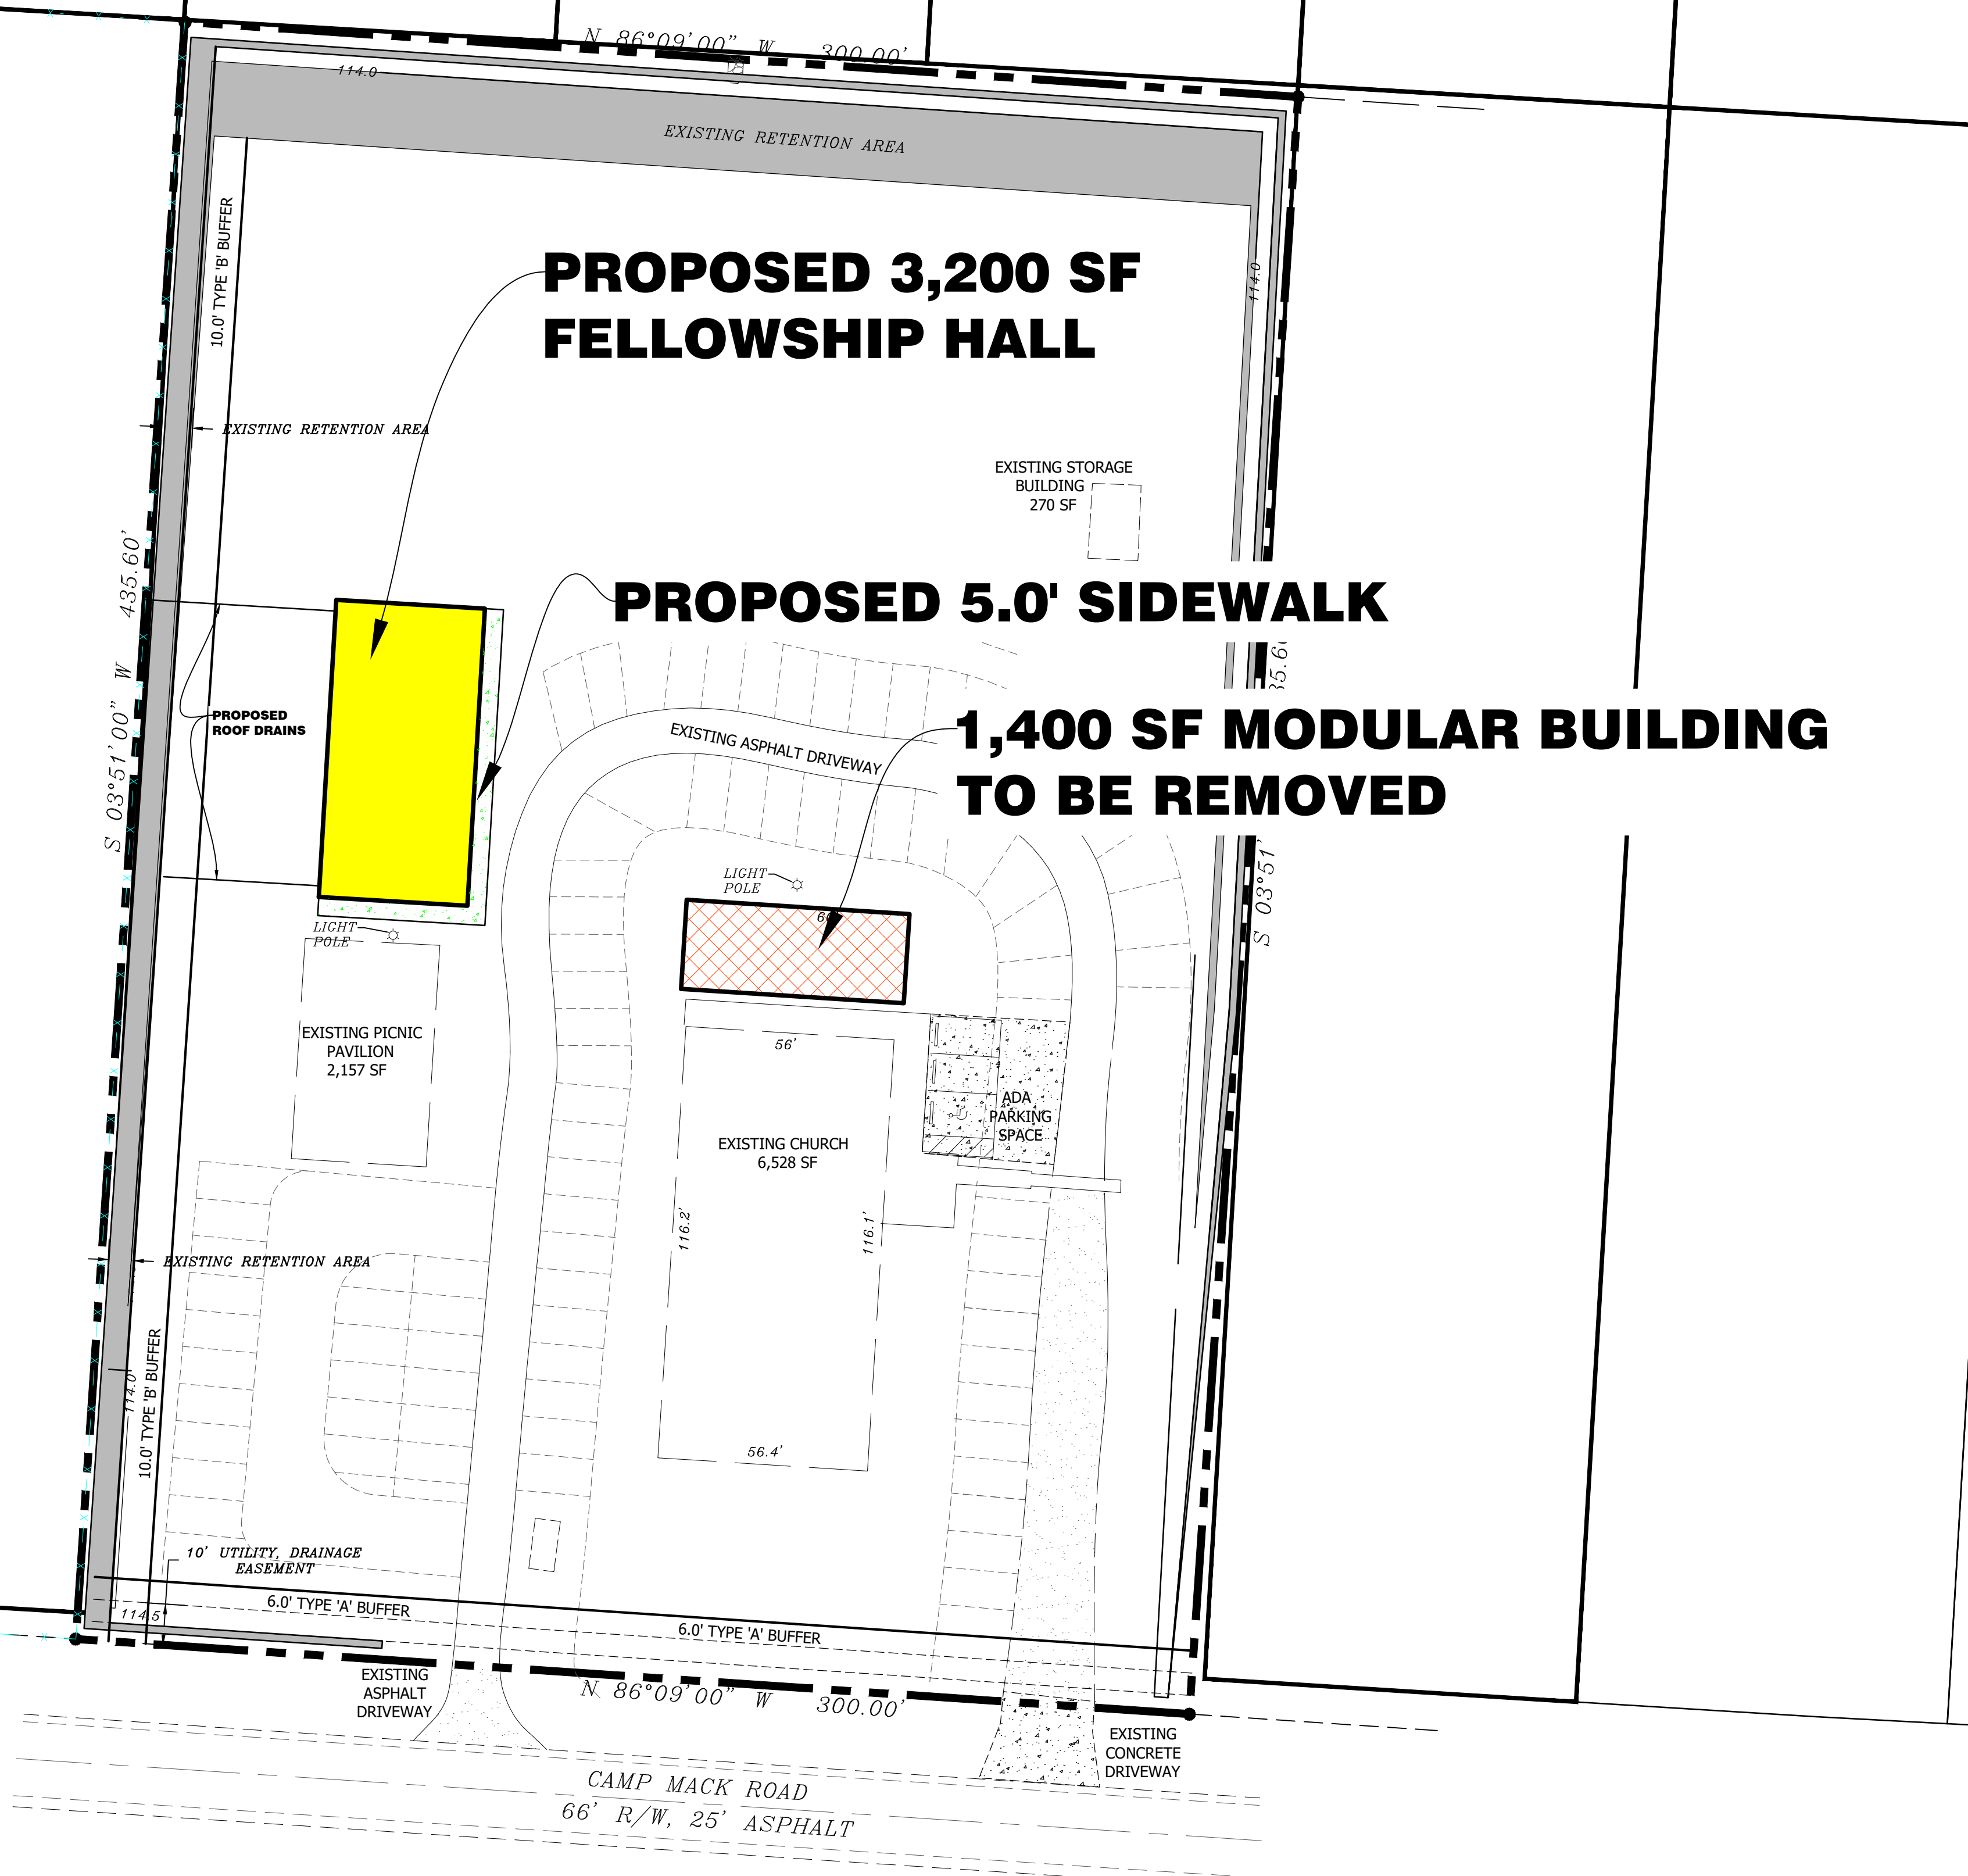 N 86°09'00" W 300.00'
114.0
EXISTING RETENTION AREA
10.0' TYPE 'B' BUFFER
PROPOSED 3,200 SF
FELLOWSHIP HALL
114.0
EXISTING RETENTION AREA
EXISTING STORAGE
BUILDING
270 SF
S 03°51'00" W 435.60'
PROPOSED 5.0' SIDEWALK
PROPOSED
ROOF DRAINS
1,400 SF MODULAR BUILDING
TO BE REMOVED
EXISTING ASPHALT DRIVEWAY
S 03°51'
LIGHT
POLE
LIGHT
POLE
EXISTING PICNIC
PAVILION
2,157 SF
56'
ADA
PARKING
SPACE
EXISTING CHURCH
6,528 SF
116.2'
116.1'
EXISTING RETENTION AREA
114.0'
10.0' TYPE 'B' BUFFER
56.4'
10' UTILITY, DRAINAGE
EASEMENT
6.0' TYPE 'A' BUFFER
114.5
6.0' TYPE 'A' BUFFER
EXISTING
ASPHALT
DRIVEWAY
N 86°09'00" W 300.00'
EXISTING
CONCRETE
DRIVEWAY
CAMP MACK ROAD
66' R/W, 25' ASPHALT